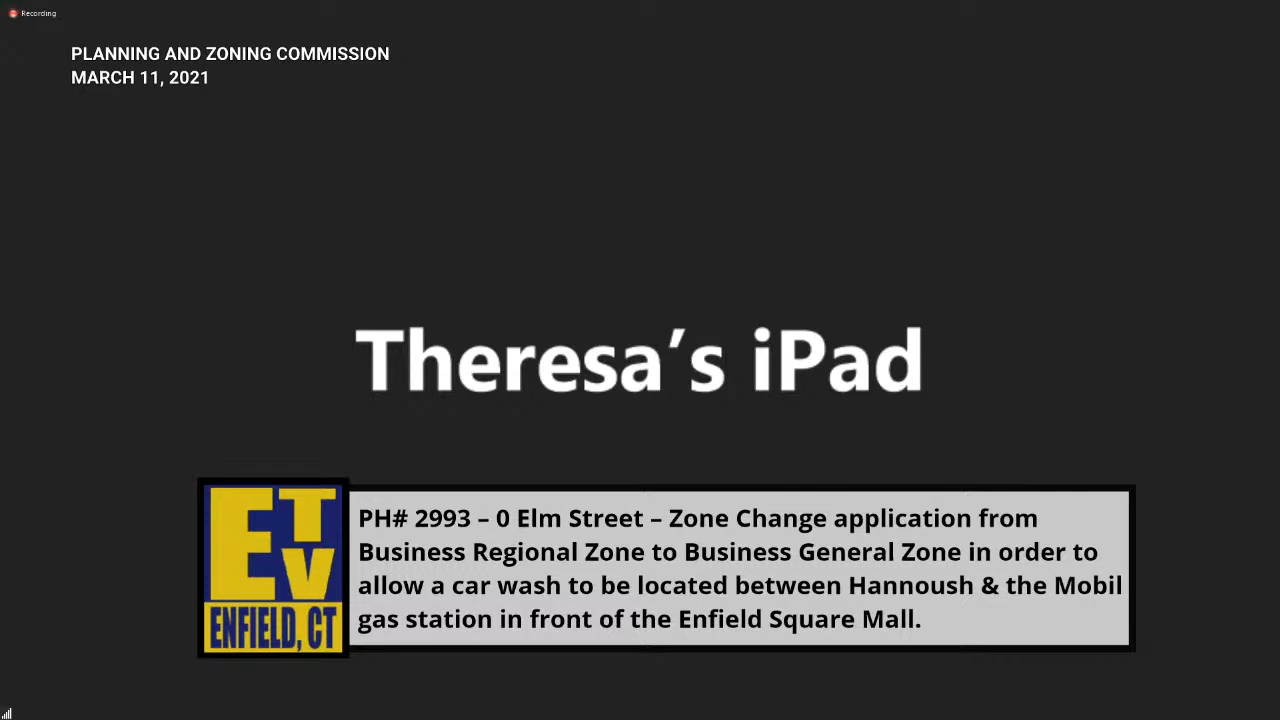 Recording
PLANNING AND ZONING COMMISSION
MARCH 11, 2021
Theresa's iPad
ETV
ENFIELD, CT
PH# 2993 – 0 Elm Street – Zone Change application from
Business Regional Zone to Business General Zone in order to
allow a car wash to be located between Hannoush & the Mobil
gas station in front of the Enfield Square Mall.